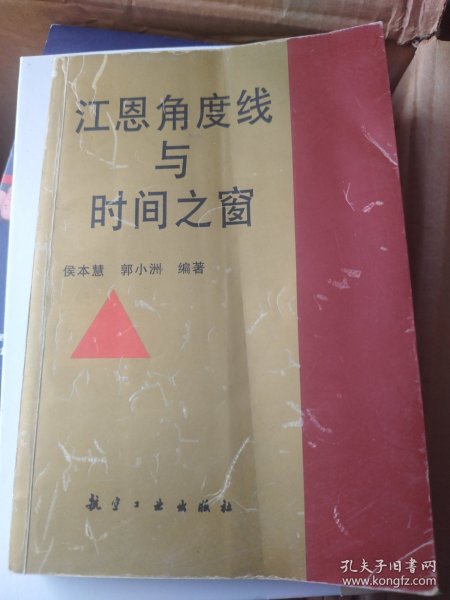 江恩角度线
与
时间之窗
侯本慧 郭小洲 编著
航空工业出版社
孔夫子旧书网
www.kongfz.com